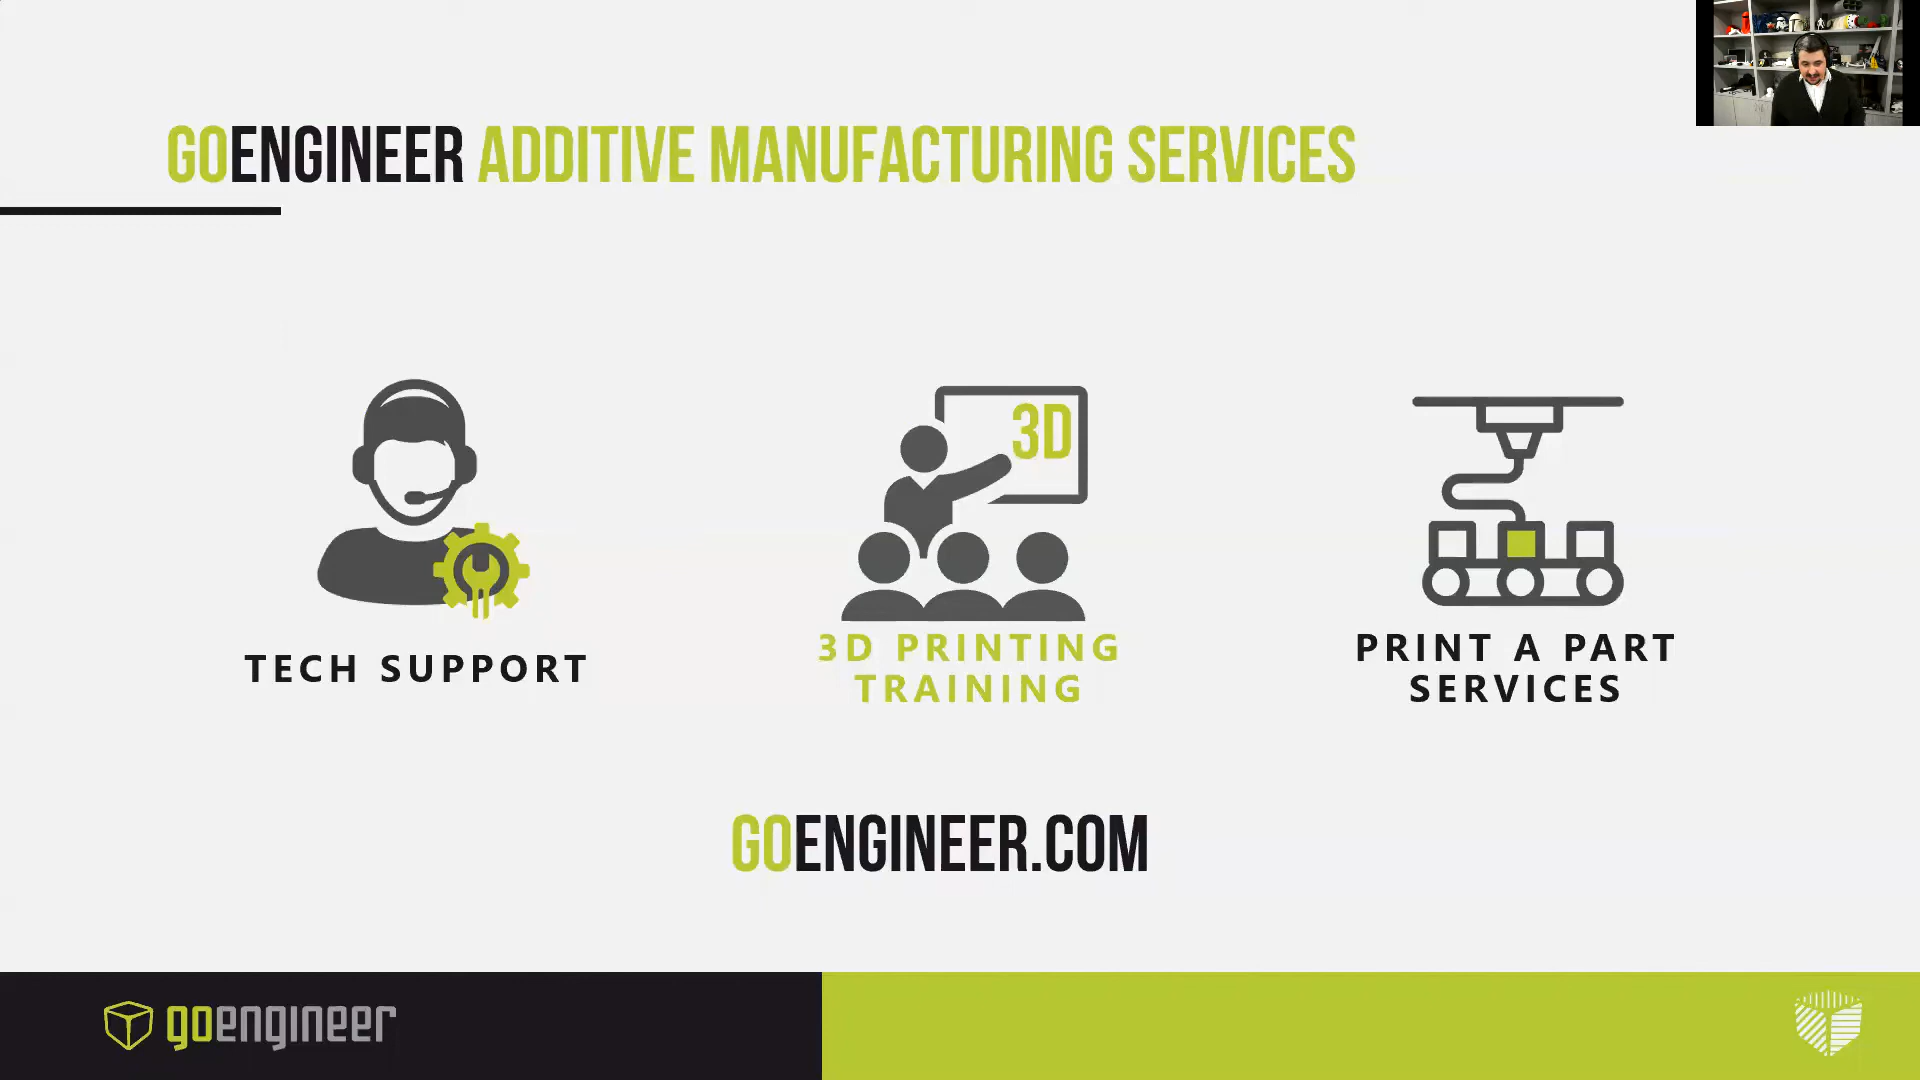 GOENGINEER ADDITIVE MANUFACTURING SERVICES
3D
TECH SUPPORT
3D PRINTING
TRAINING
PRINT A PART
SERVICES
GOENGINEER.COM
goengineer